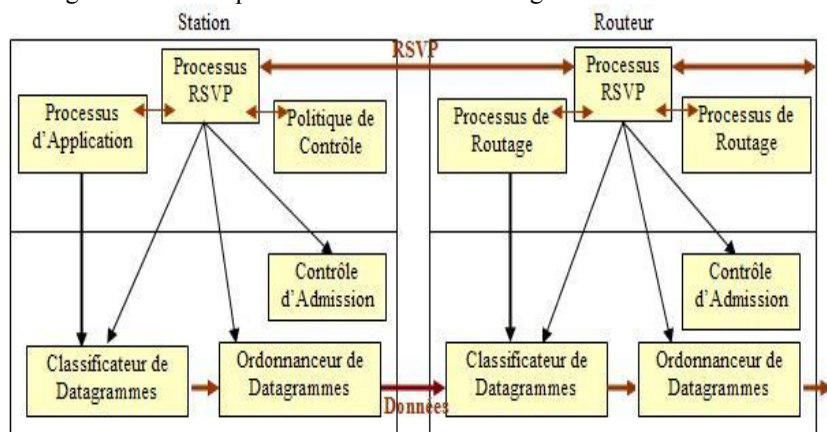 Station
Routeur
RSVP
Processus
RSVP
Processus
d'Application
Politique de
Contrôle
Processus
RSVP
Processus de
Routage
Processus de
Routage
Contrôle
d'Admission
Classificateur de
Datagrammes
Ordonnanceur de
Datagrammes
Données
Contrôle
d'Admission
Classificateur de
Datagrammes
Ordonnanceur de
Datagrammes